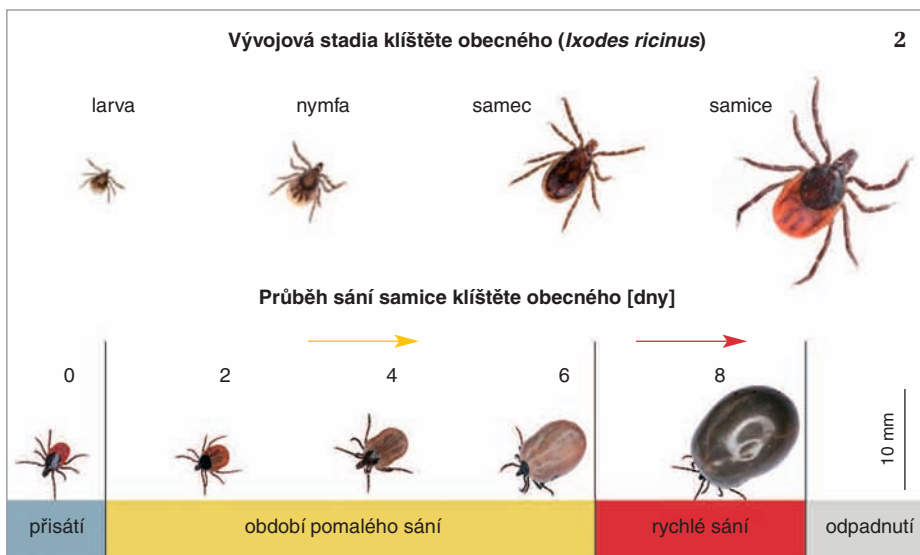 Vývojová stadia klíštěte obecného (Ixodes ricinus) 2
larva nymfa samec samice
Průběh sání samice klíštěte obecného [dny]
0 2 4 6 8
10 mm
přisátí období pomalého sání rychlé sání odpadnutí